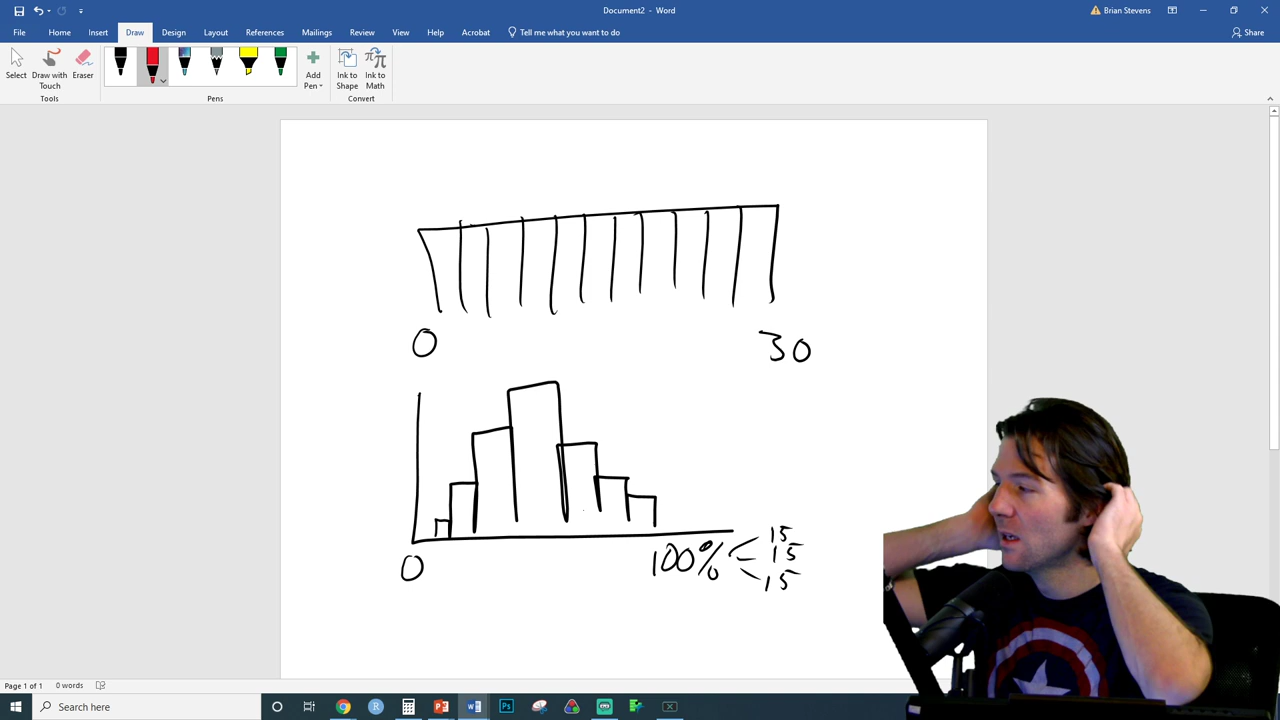 Document2 - Word
Brian Stevens
File Home Insert Draw Design Layout References Mailings Review View Help Acrobat Tell me what you want to do Share
Select Draw with Touch Eraser Add Pen Ink to Shape Ink to Math
Tools Pens Convert
0 30
15
0 100% 15
15
Page 1 of 1 0 words
Search here